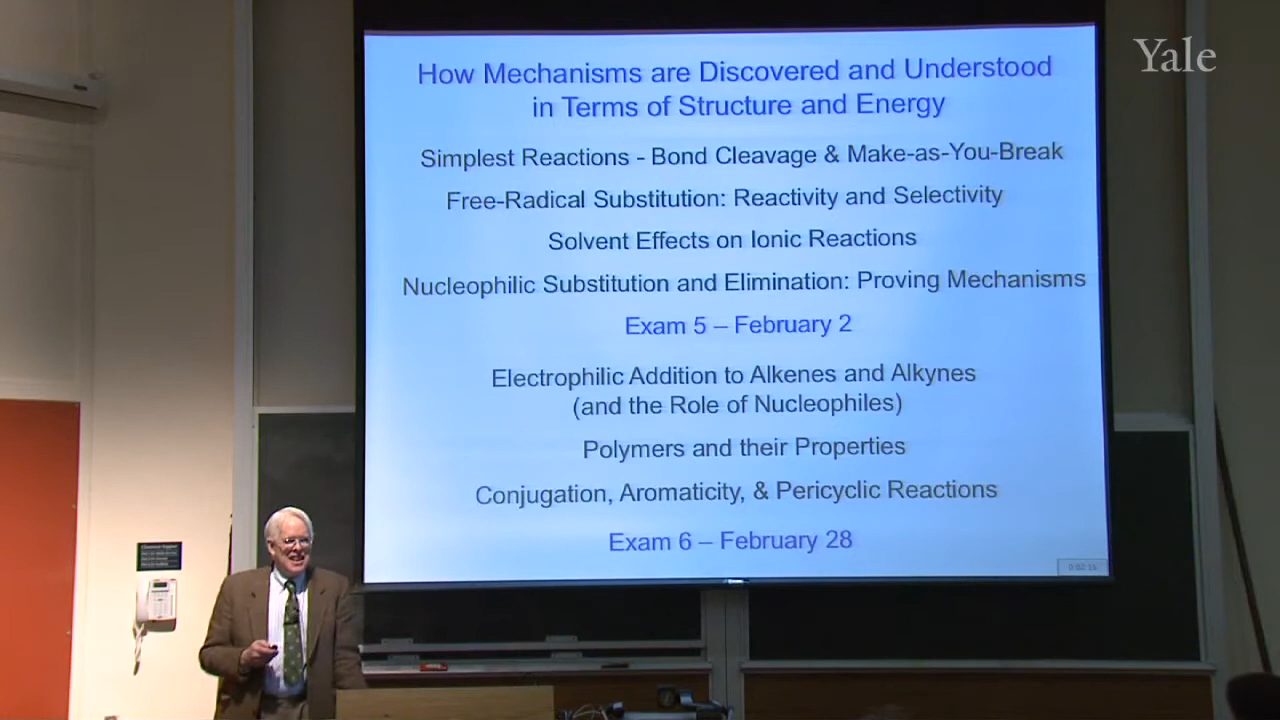 Yale
How Mechanisms are Discovered and Understood
in Terms of Structure and Energy
Simplest Reactions - Bond Cleavage & Make-as-You-Break
Free-Radical Substitution: Reactivity and Selectivity
Solvent Effects on Ionic Reactions
Nucleophilic Substitution and Elimination: Proving Mechanisms
Exam 5 – February 2
Electrophilic Addition to Alkenes and Alkynes
(and the Role of Nucleophiles)
Polymers and their Properties
Conjugation, Aromaticity, & Pericyclic Reactions
Exam 6 – February 28